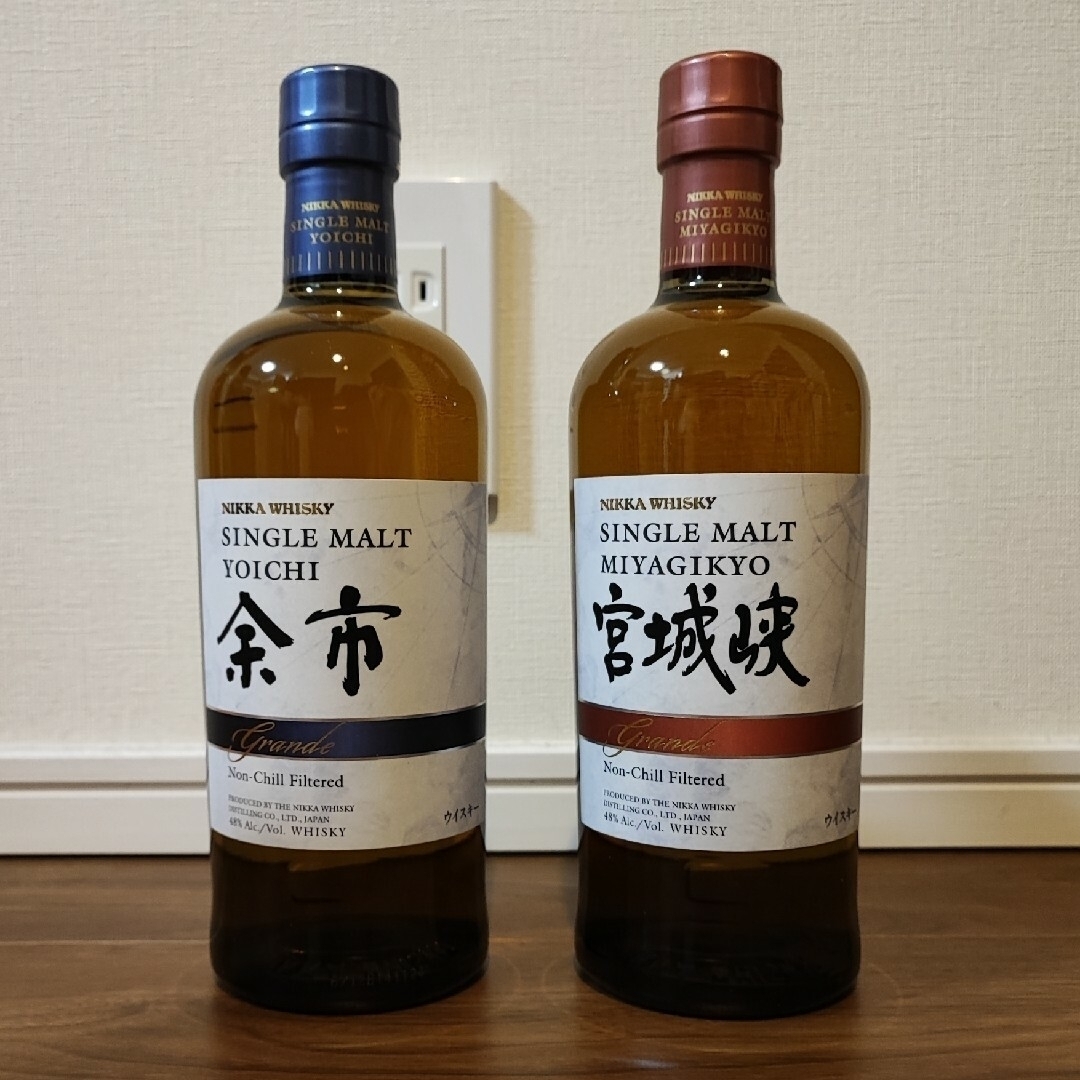 NIKKA WHISKY
SINGLE MALT
YOICHI
NIKKA WHISKY
SINGLE MALT
YOICHI
余市
Grande
Non-Chill Filtered
PRODUCED BY THE NIKKA WHISKY
DISTILLING CO., LTD., JAPAN
48% Alc./Vol. WHISKY
ウイスキー
NIKKA WHISKY
SINGLE MALT
MIYAGIKYO
NIKKA WHISKY
SINGLE MALT
MIYAGIKYO
宮城峡
Grande
Non-Chill Filtered
PRODUCED BY THE NIKKA WHISKY
DISTILLING CO., LTD., JAPAN
48% Alc./Vol. WHISKY
ウイスキー